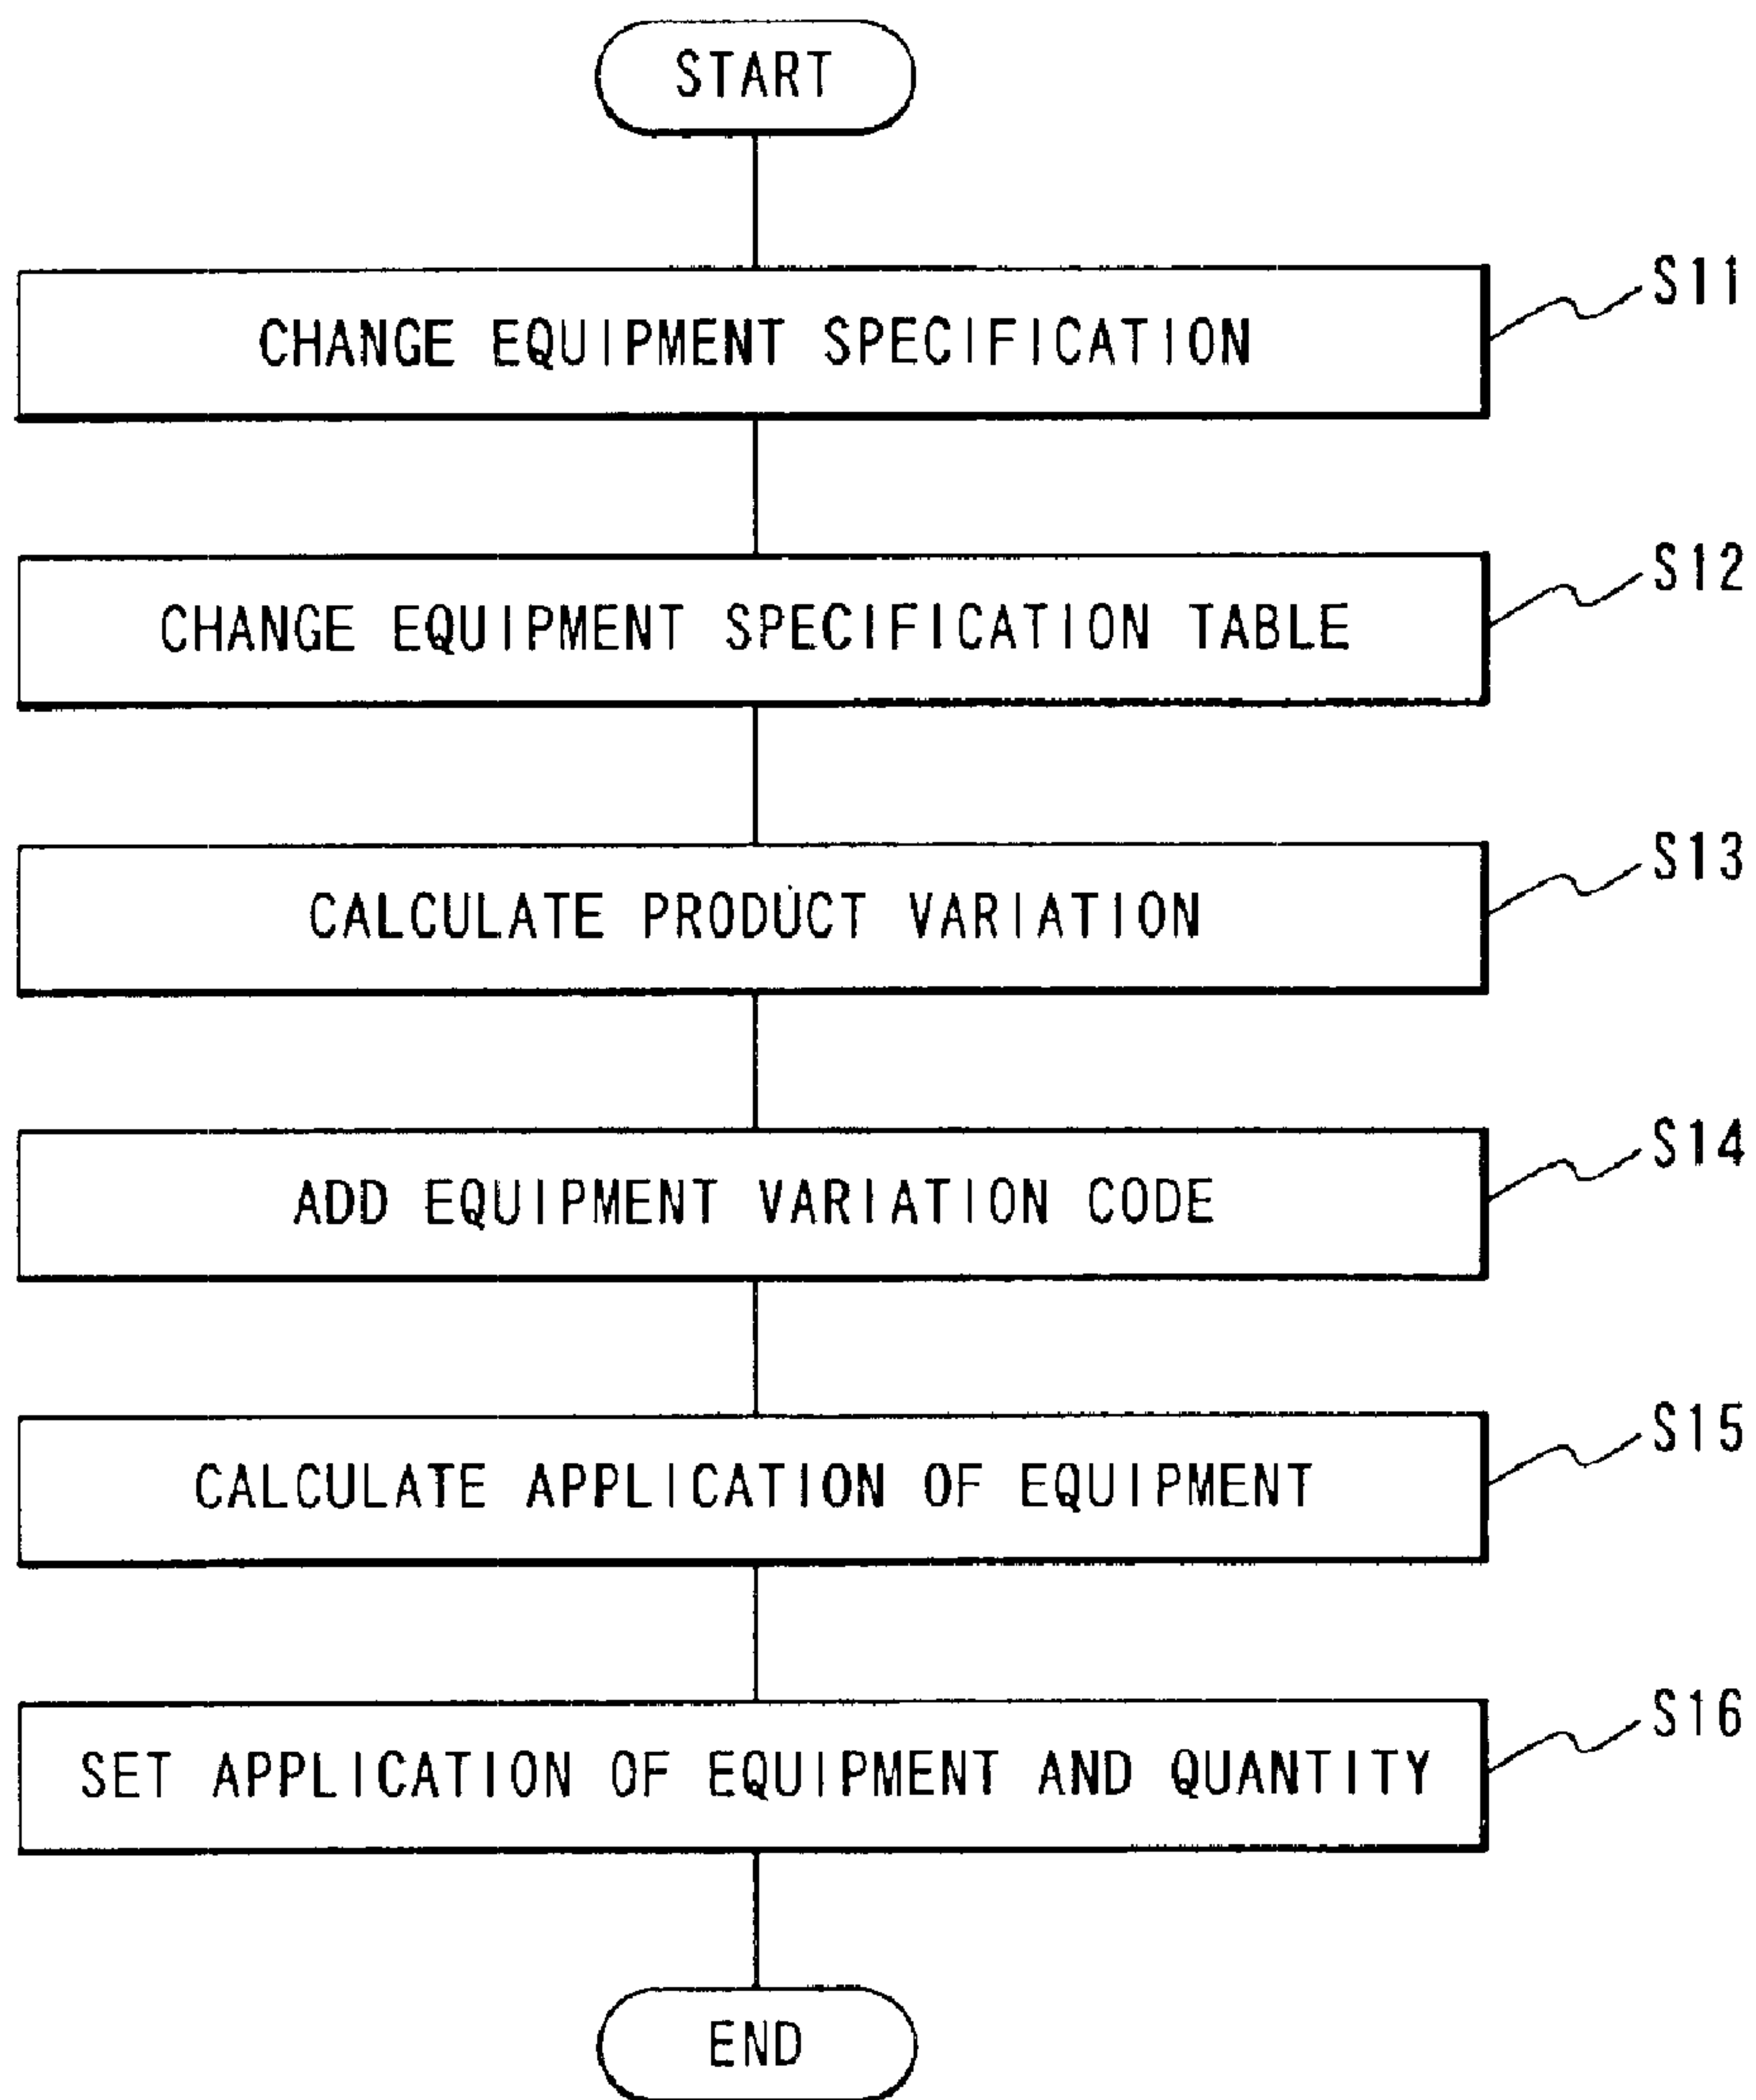 START
CHANGE EQUIPMENT SPECIFICATION
S11
CHANGE EQUIPMENT SPECIFICATION TABLE
S12
CALCULATE PRODUCT VARIATION
S13
ADD EQUIPMENT VARIATION CODE
S14
CALCULATE APPLICATION OF EQUIPMENT
S15
SET APPLICATION OF EQUIPMENT AND QUANTITY
S16
END